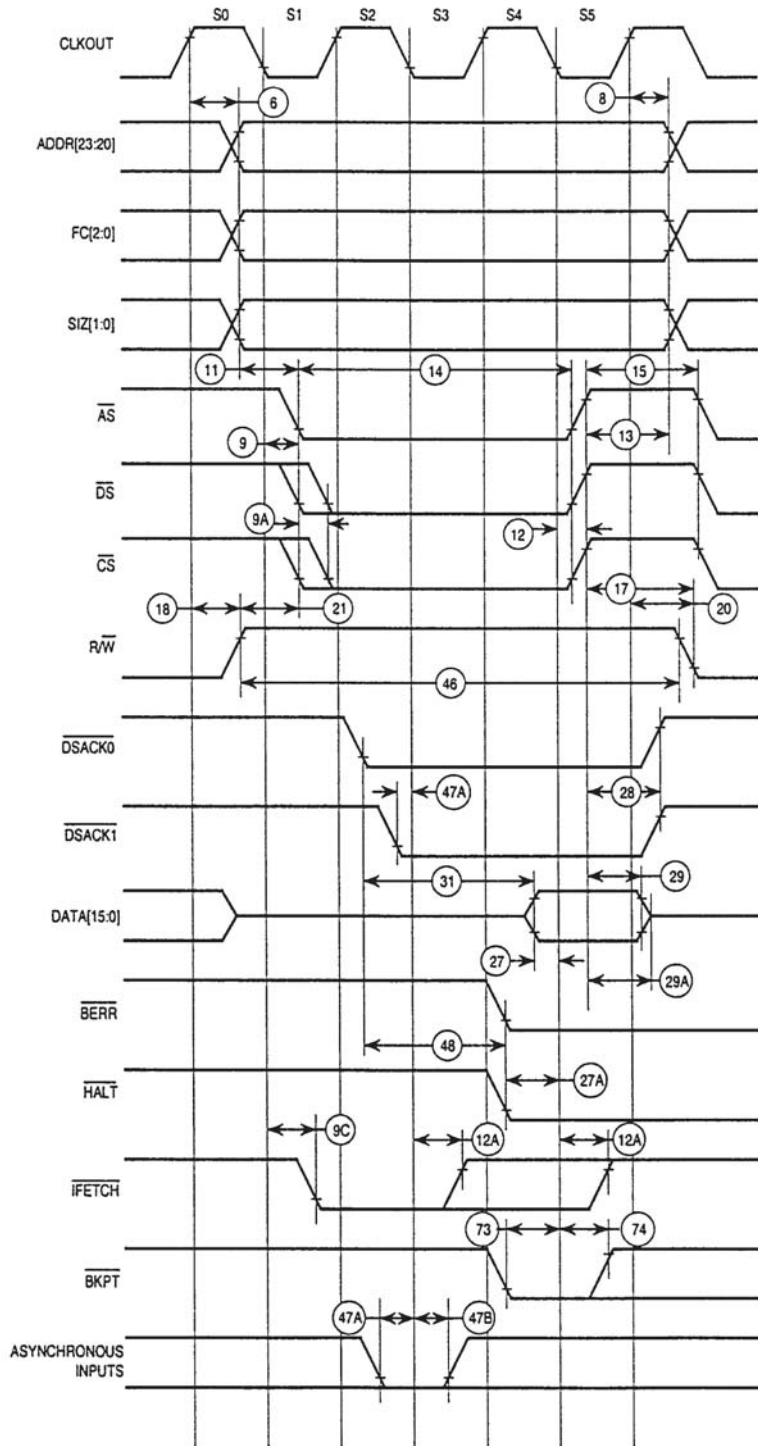 S0 S1 S2 S3 S4 S5
CLKOUT
6 8
ADDR[23:20]
FC[2:0]
SIZ[1:0]
11 14 15
AS
9 13
DS
9A 12
CS
17
18 21 20
R/W
46
DSACK0
47A 28
DSACK1
31 29
DATA[15:0]
27 29A
BERR
48
27A
HALT
9C 12A 12A
IFETCH
73 74
BKPT
47A 47B
ASYNCHRONOUS
INPUTS